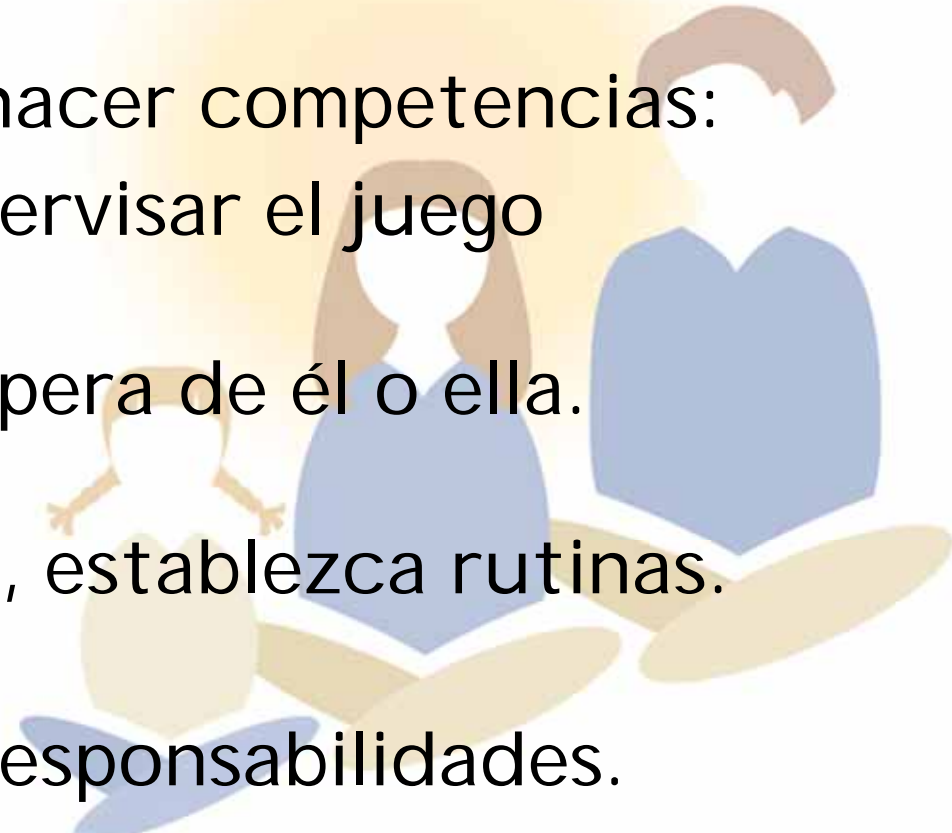 hacer competencias:
ervisar el juego
pera de él o ella.
, establezca rutinas.
esponsabilidades.